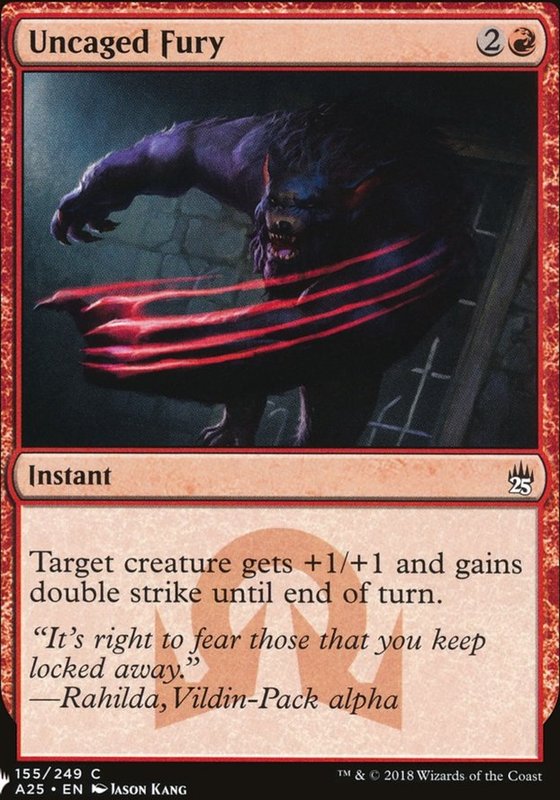 Uncaged Fury 2
Instant
25
Target creature gets +1/+1 and gains
double strike until end of turn.
“It’s right to fear those that you keep
locked away.”
—Rahilda, Vildin-Pack alpha
155/249 C
A25 • EN Jason Kang
™ & © 2018 Wizards of the Coast